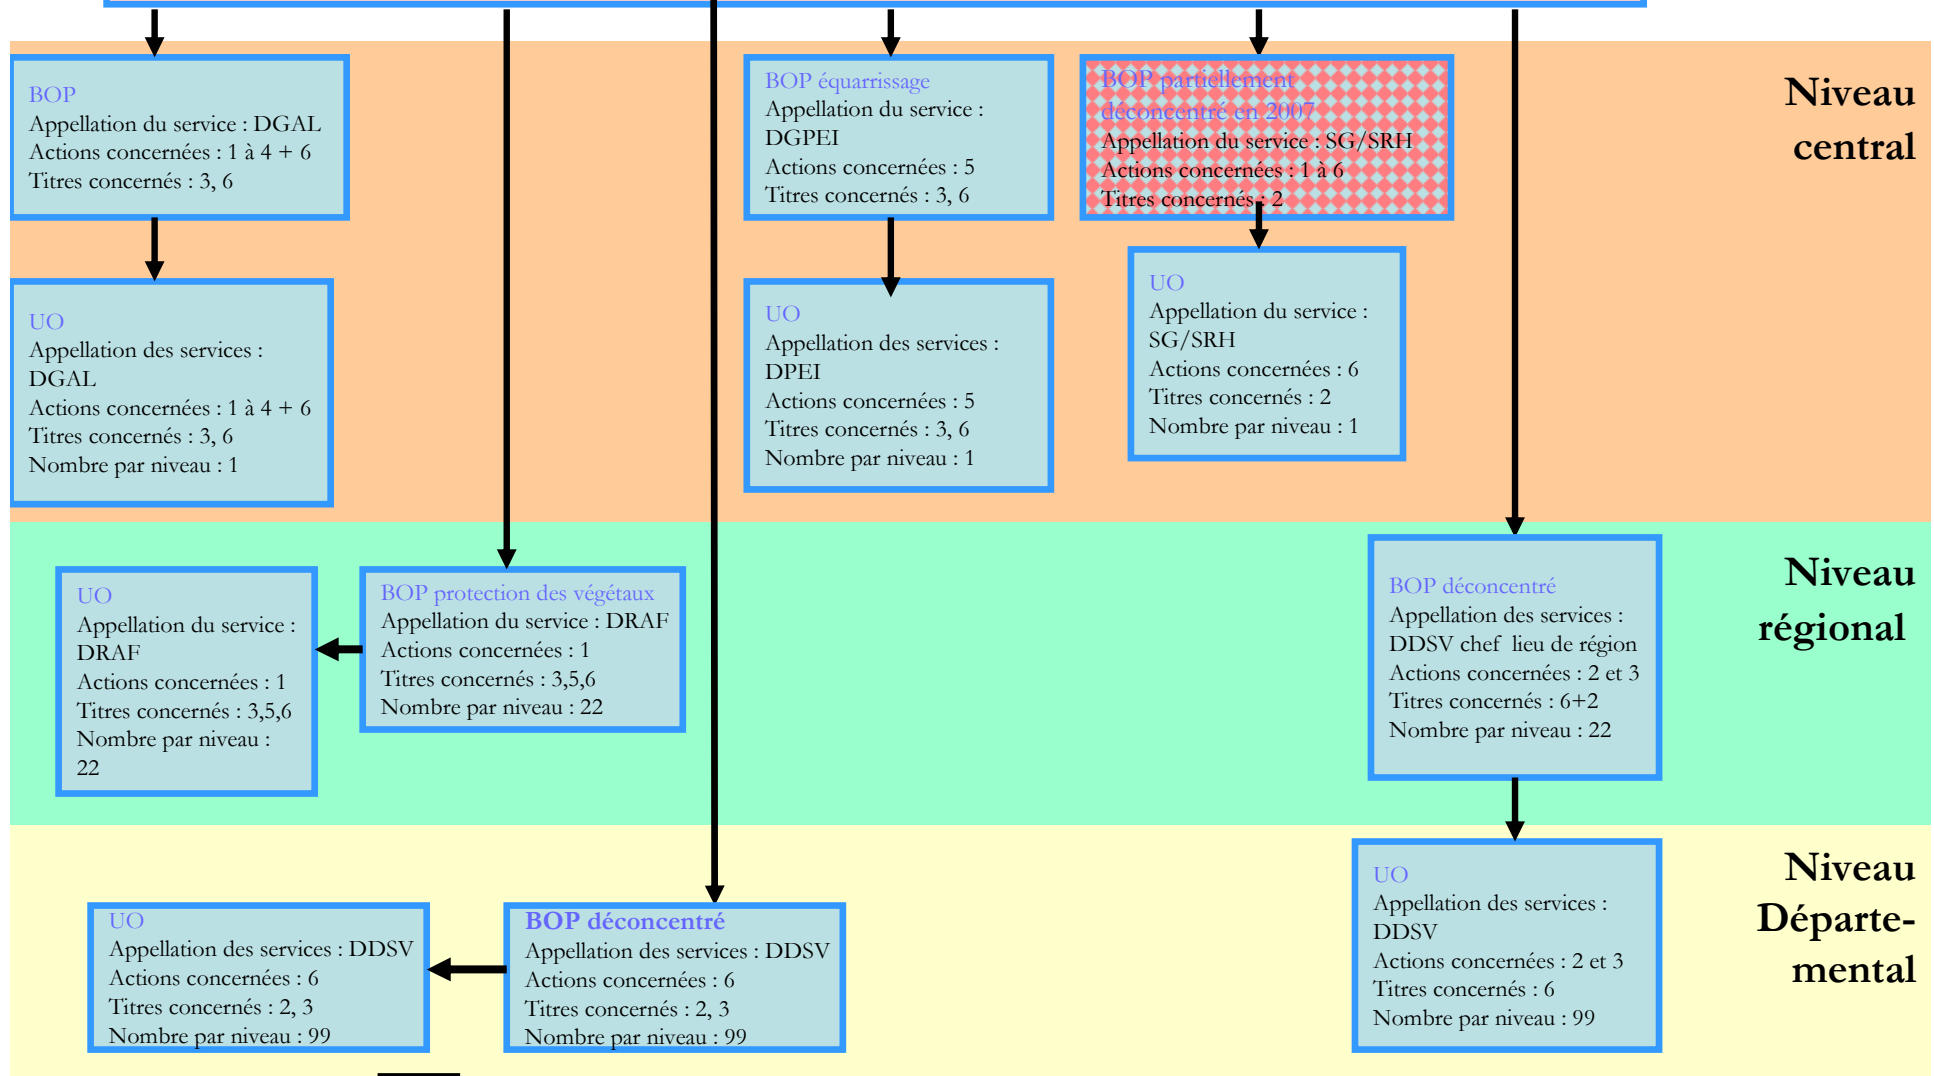 BOP
Appellation du service : DGAL
Actions concernées : 1 à 4 + 6
Titres concernés : 3, 6
BOP équarrissage
Appellation du service :
DGPEI
Actions concernées : 5
Titres concernés : 3, 6
BOP partiellement
déconcentré en 2007
Appellation du service : SG/SRH
Actions concernées : 1 à 6
Titres concernés : 2
Niveau
central
UO
Appellation des services :
DGAL
Actions concernées : 1 à 4 + 6
Titres concernés : 3, 6
Nombre par niveau : 1
UO
Appellation des services :
DPEI
Actions concernées : 5
Titres concernés : 3, 6
Nombre par niveau : 1
UO
Appellation du service :
SG/SRH
Actions concernées : 6
Titres concernés : 2
Nombre par niveau : 1
UO
Appellation du service :
DRAF
Actions concernées : 1
Titres concernés : 3,5,6
Nombre par niveau :
22
BOP protection des végétaux
Appellation du service : DRAF
Actions concernées : 1
Titres concernés : 3,5,6
Nombre par niveau : 22
BOP déconcentré
Appellation des services :
DDSV chef lieu de région
Actions concernées : 2 et 3
Titres concernés : 6+2
Nombre par niveau : 22
Niveau
régional
UO
Appellation des services : DDSV
Actions concernées : 6
Titres concernés : 2, 3
Nombre par niveau : 99
BOP déconcentré
Appellation des services : DDSV
Actions concernées : 6
Titres concernés : 2, 3
Nombre par niveau : 99
UO
Appellation des services :
DDSV
Actions concernées : 2 et 3
Titres concernés : 6
Nombre par niveau : 99
Niveau
Départe-
mental